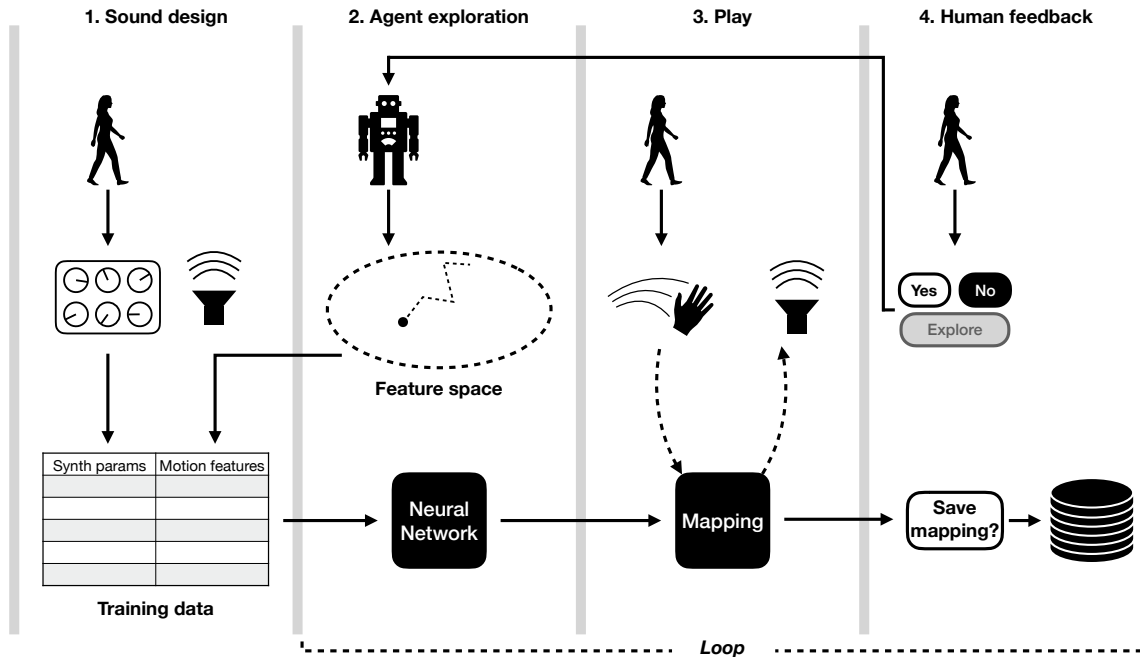 1. Sound design
2. Agent exploration
3. Play
4. Human feedback
Yes
No
Explore
Feature space
Synth params
Motion features
Neural
Network
Mapping
Save
mapping?
Training data
Loop